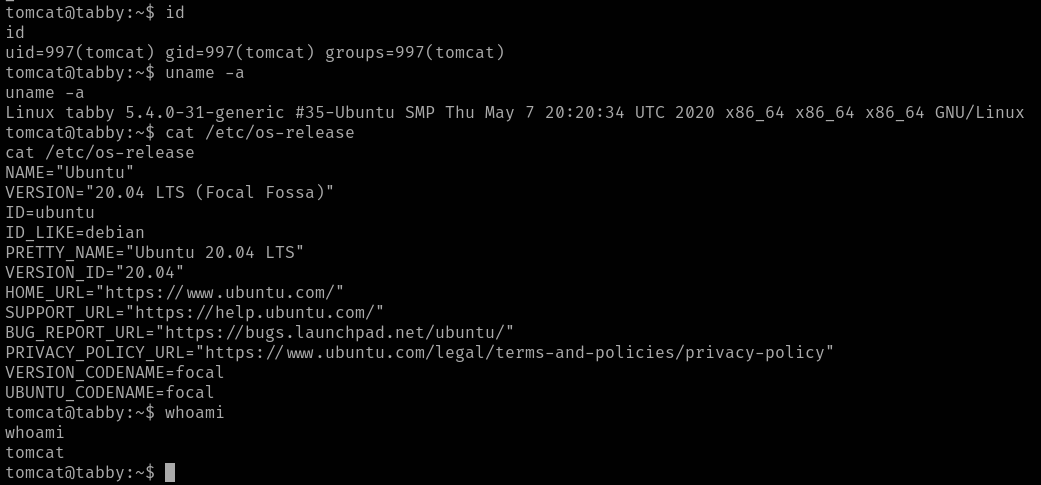 tomcat@tabby:~$ id
id
uid=997(tomcat) gid=997(tomcat) groups=997(tomcat)
tomcat@tabby:~$ uname -a
uname -a
Linux tabby 5.4.0-31-generic #35-Ubuntu SMP Thu May 7 20:20:34 UTC 2020 x86_64 x86_64 x86_64 GNU/Linux
tomcat@tabby:~$ cat /etc/os-release
cat /etc/os-release
NAME="Ubuntu"
VERSION="20.04 LTS (Focal Fossa)"
ID=ubuntu
ID_LIKE=debian
PRETTY_NAME="Ubuntu 20.04 LTS"
VERSION_ID="20.04"
HOME_URL="https://www.ubuntu.com/"
SUPPORT_URL="https://help.ubuntu.com/"
BUG_REPORT_URL="https://bugs.launchpad.net/ubuntu/"
PRIVACY_POLICY_URL="https://www.ubuntu.com/legal/terms-and-policies/privacy-policy"
VERSION_CODENAME=focal
UBUNTU_CODENAME=focal
tomcat@tabby:~$ whoami
whoami
tomcat
tomcat@tabby:~$